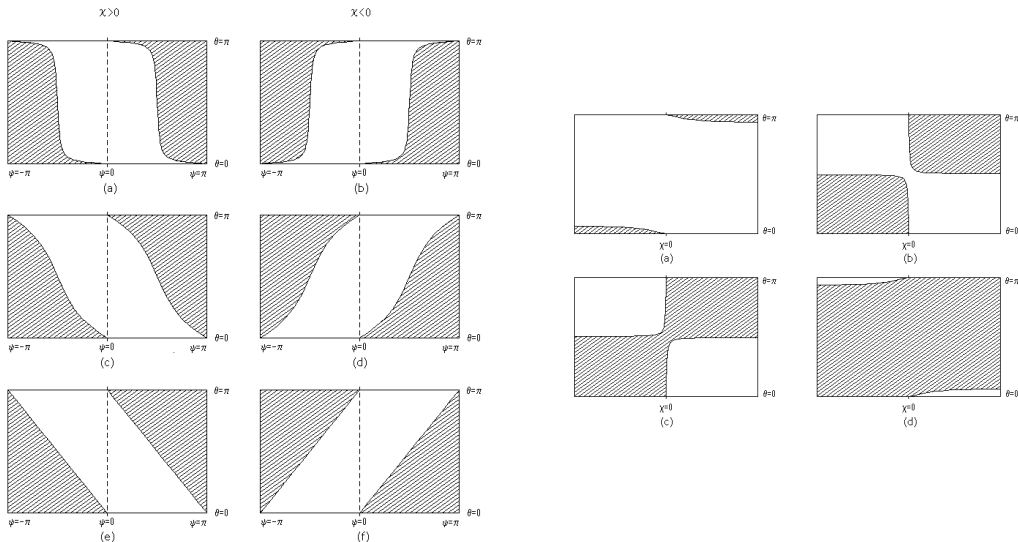 χ>0
χ<0
θ=π
θ=0
ψ=-π ψ=0 ψ=π
(a)
θ=π
θ=0
ψ=-π ψ=0 ψ=π
(b)
θ=π
θ=0
ψ=-π ψ=0 ψ=π
(c)
θ=π
θ=0
ψ=-π ψ=0 ψ=π
(d)
θ=π
θ=0
ψ=-π ψ=0 ψ=π
(e)
θ=π
θ=0
ψ=-π ψ=0 ψ=π
(f)
θ=π
θ=0
χ=0
(a)
θ=π
θ=0
χ=0
(b)
θ=π
θ=0
χ=0
(c)
θ=π
θ=0
χ=0
(d)